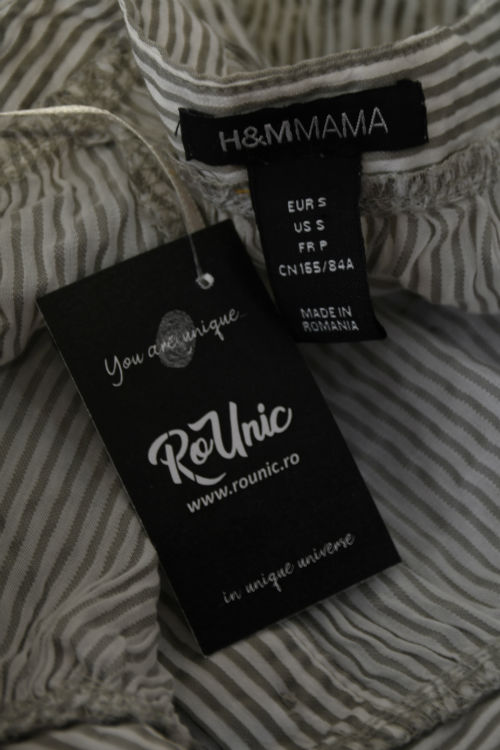 H&MMAMA
EUR S
US S
FR P
CN165/84A
MADE IN
ROMANIA
You are unique...
RoUnic
www.rounic.ro
in unique universe